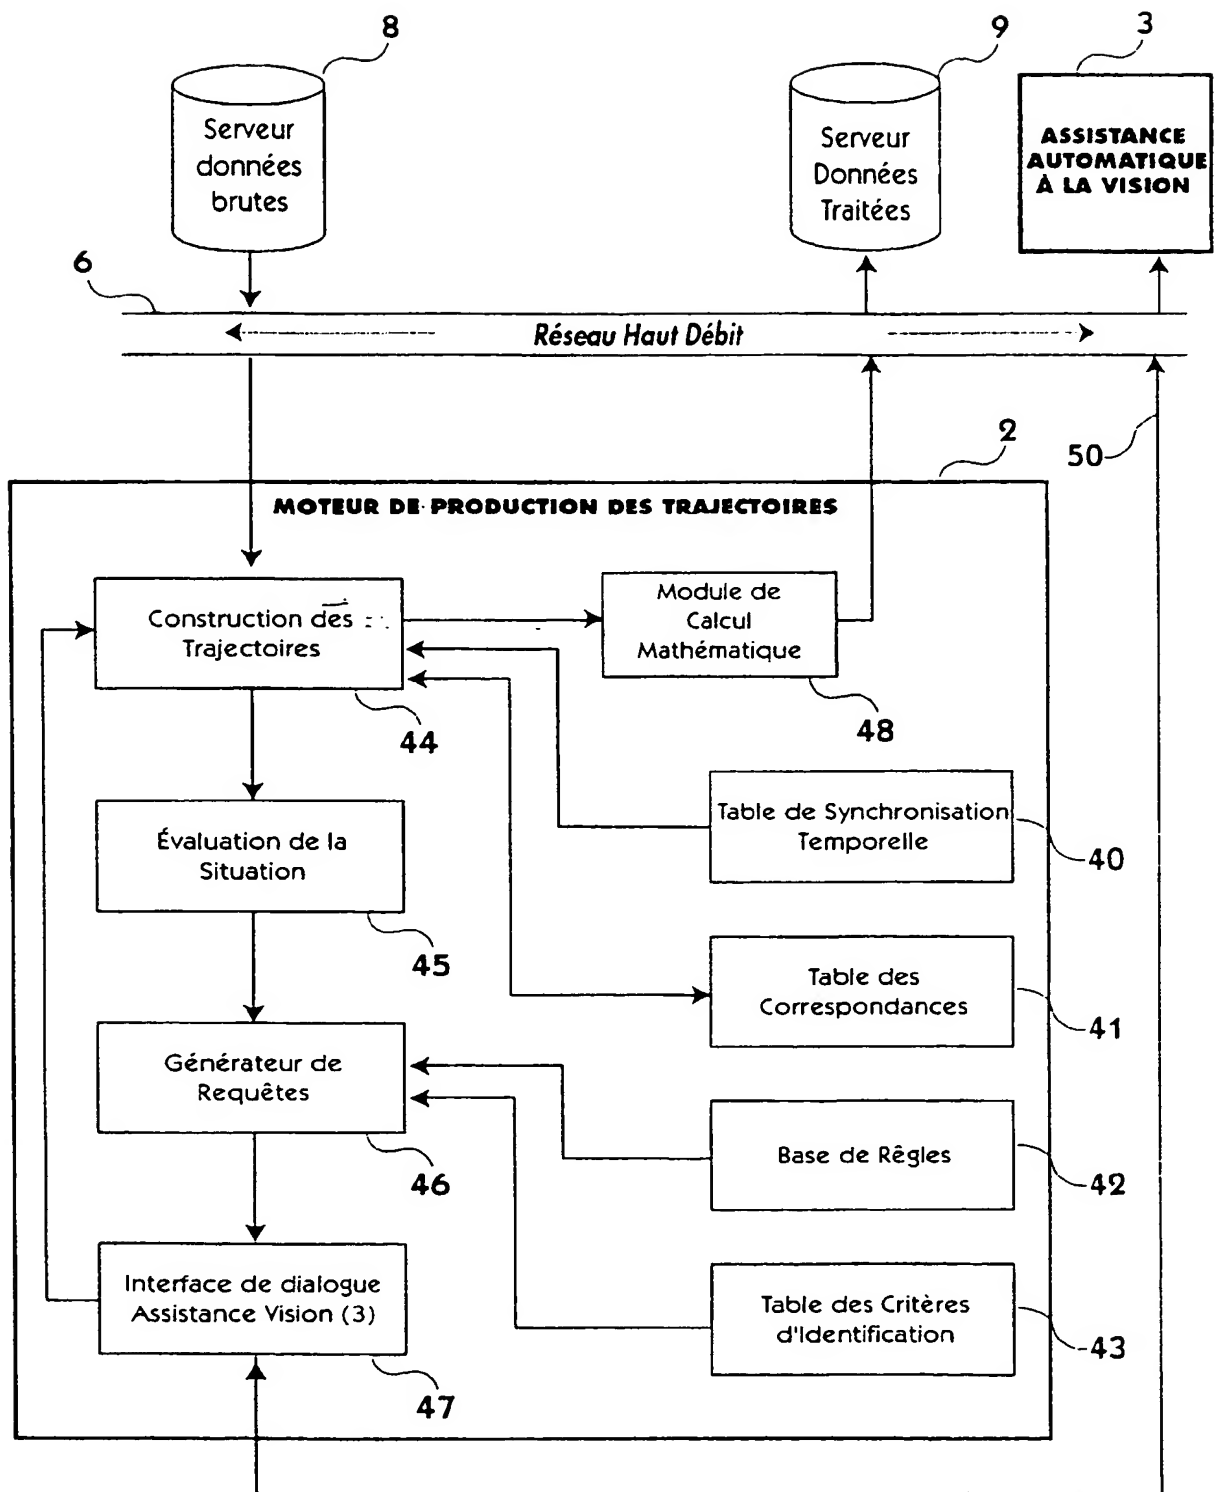 8
9
3
Serveur
données
brutes
Serveur
Données
Traitées
ASSISTANCE
AUTOMATIQUE
À LA VISION
6
Réseau Haut Débit
2
50
MOTEUR DE PRODUCTION DES TRAJECTOIRES
Construction des
Trajectoires
Module de
Calcul
Mathématique
44
48
Table de Synchronisation
Temporelle
40
Évaluation de la
Situation
45
Table des
Correspondances
41
Générateur de
Requêtes
46
Base de Rêgles
42
Interface de dialogue
Assistance Vision (3)
47
Table des Critères
d'Identification
43